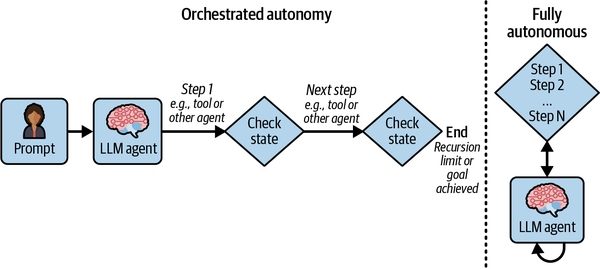 Orchestrated autonomy
Prompt
LLM agent
Step 1
e.g., tool or
other agent
Check
state
Next step
e.g., tool or
other agent
Check
state
End
Recursion
limit or
goal
achieved
Fully
autonomous
Step 1
Step 2
...
Step N
LLM agent